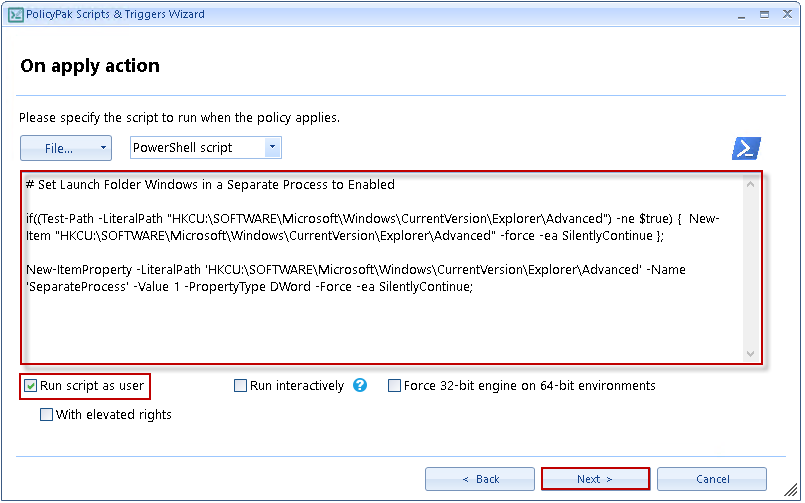 PolicyPak Scripts & Triggers Wizard
On apply action
Please specify the script to run when the policy applies.
File... PowerShell script
# Set Launch Folder Windows in a Separate Process to Enabled
if((Test-Path -LiteralPath "HKCU:\SOFTWARE\Microsoft\Windows\CurrentVersion\Explorer\Advanced") -ne $true) {  New-
Item "HKCU:\SOFTWARE\Microsoft\Windows\CurrentVersion\Explorer\Advanced" -force -ea SilentlyContinue };
New-ItemProperty -LiteralPath 'HKCU:\SOFTWARE\Microsoft\Windows\CurrentVersion\Explorer\Advanced' -Name
'SeparateProcess' -Value 1 -PropertyType DWord -Force -ea SilentlyContinue;
Run script as user Run interactively ? Force 32-bit engine on 64-bit environments
With elevated rights
< Back Next > Cancel